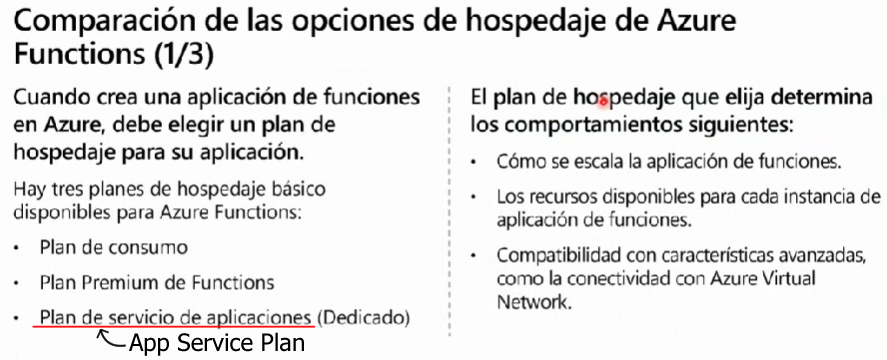 Comparación de las opciones de hospedaje de Azure
Functions (1/3)
Cuando crea una aplicación de funciones
en Azure, debe elegir un plan de
hospedaje para su aplicación.
Hay tres planes de hospedaje básico
disponibles para Azure Functions:
• Plan de consumo
• Plan Premium de Functions
• Plan de servicio de aplicaciones (Dedicado)
App Service Plan
El plan de hospedaje que elija determina
los comportamientos siguientes:
• Cómo se escala la aplicación de funciones.
• Los recursos disponibles para cada instancia de
aplicación de funciones.
• Compatibilidad con características avanzadas,
como la conectividad con Azure Virtual
Network.